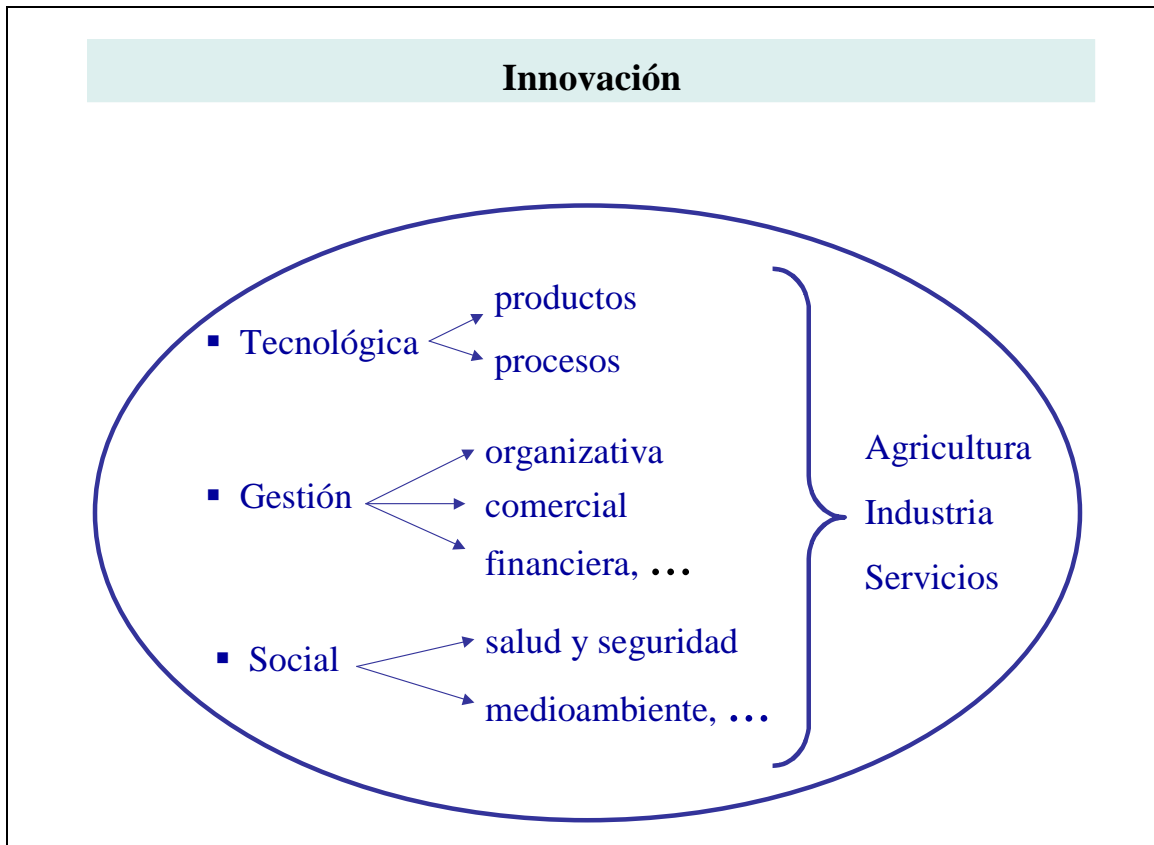 Innovación
▪ Tecnológica
productos
procesos
▪ Gestión
organizativa
comercial
financiera, ...
▪ Social
salud y seguridad
medioambiente, ...
Agricultura
Industria
Servicios